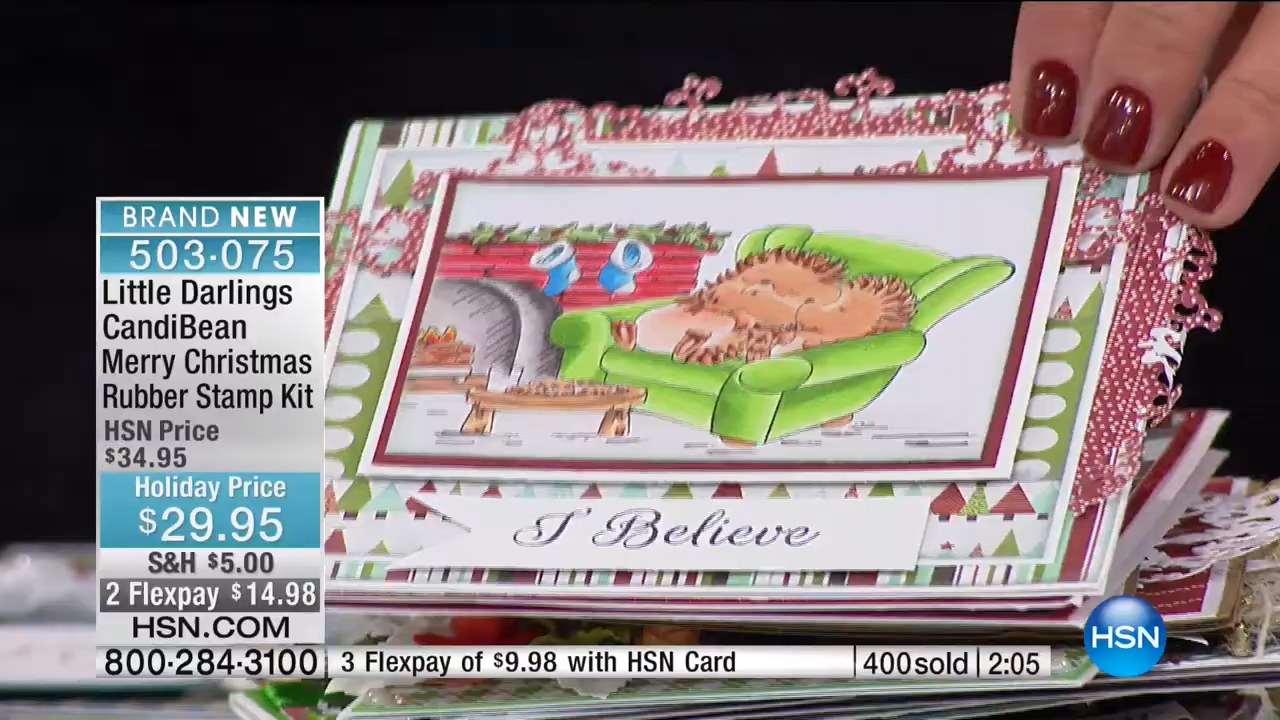 BRAND NEW
503·075
Little Darlings
CandiBean
Merry Christmas
Rubber Stamp Kit
HSN Price
$34.95
Holiday Price
$29.95
S&H $5.00
2 Flexpay $14.98
HSN.COM
800·284·3100
3 Flexpay of $9.98 with HSN Card
400sold
2:05
I Believe
HSN